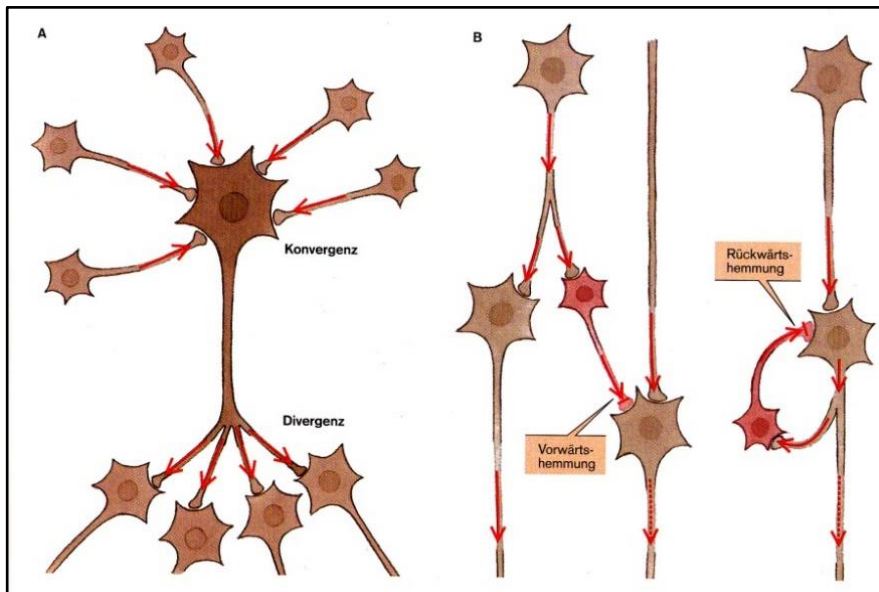 A
Konvergenz
Divergenz
B
Rückwärts-
hemmung
Vorwärts-
hemmung